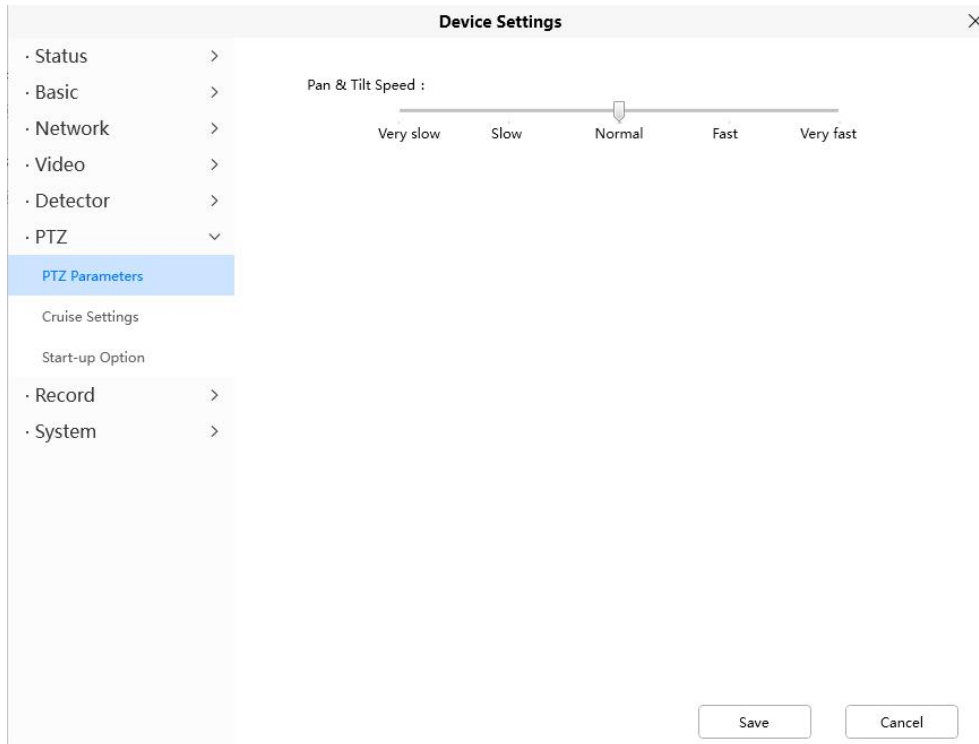 Device Settings
· Status
· Basic
· Network
· Video
· Detector
· PTZ
PTZ Parameters
Cruise Settings
Start-up Option
· Record
· System
Pan & Tilt Speed :
Very slow Slow Normal Fast Very fast
Save Cancel